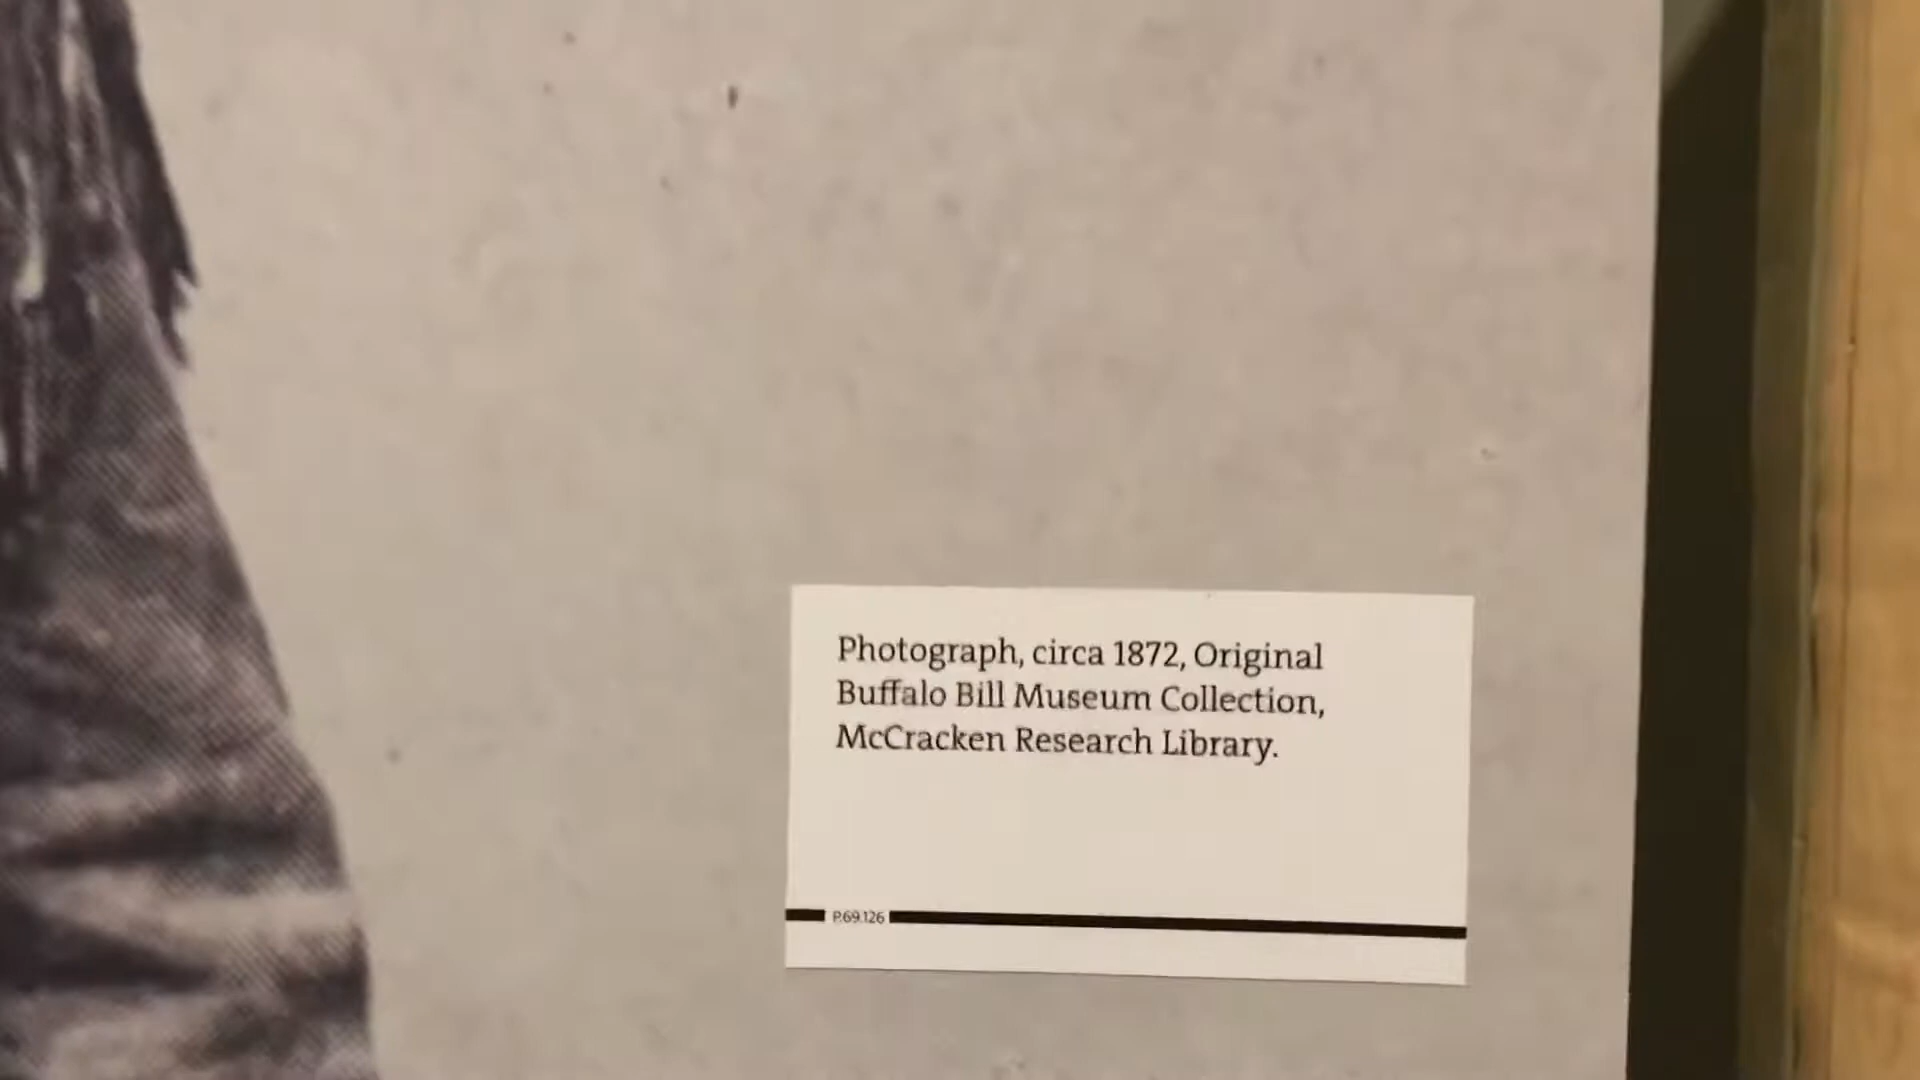 Photograph, circa 1872, Original
Buffalo Bill Museum Collection,
McCracken Research Library.
P.69.126